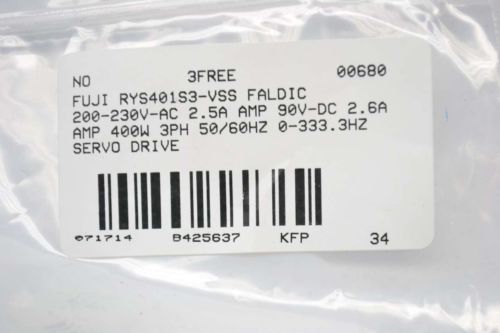 NO 3FREE 00680
FUJI RYS401S3-VSS FALDIC
200-230V-AC 2.5A AMP 90V-DC 2.6A
AMP 400W 3PH 50/60HZ 0-333.3HZ
SERVO DRIVE
071714 B425637 KFP 34